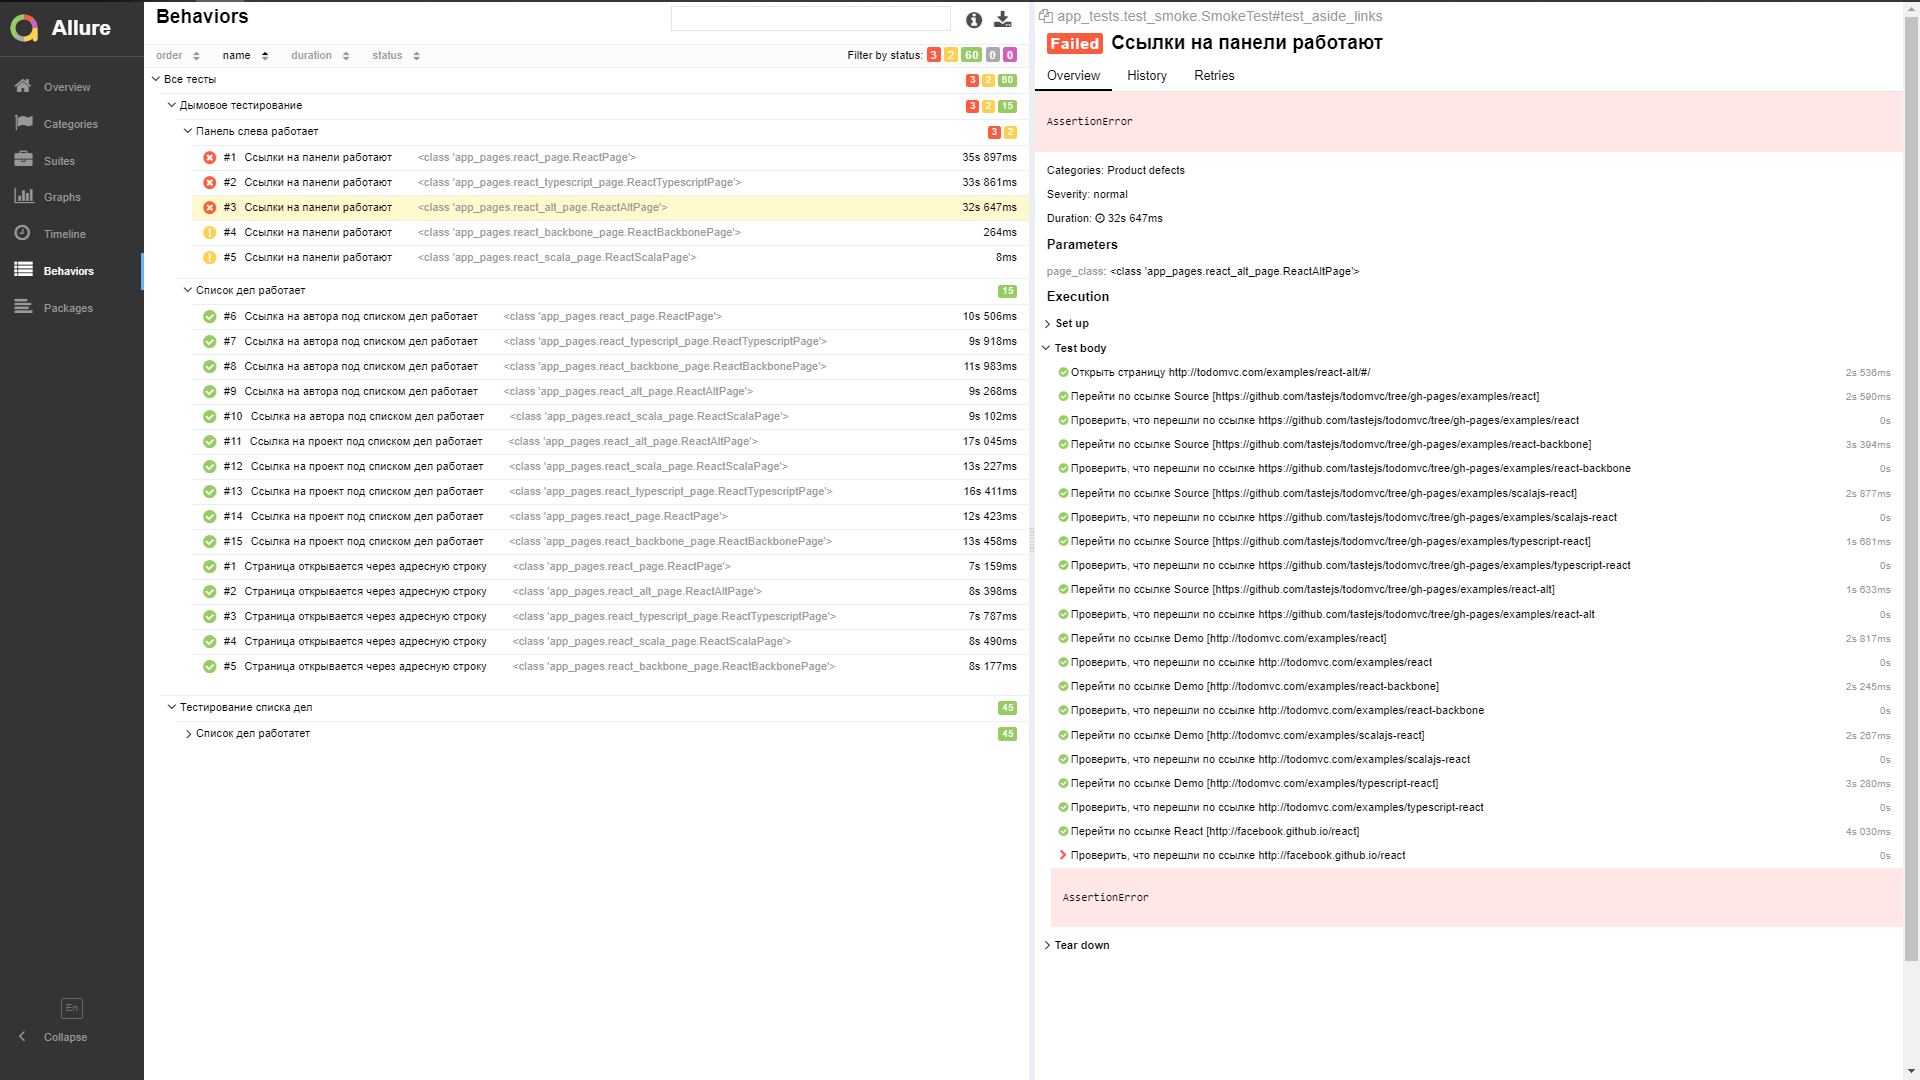 Allure
Overview
Categories
Suites
Graphs
Timeline
Behaviors
Packages
En
Collapse
Behaviors
order name duration status Filter by status: 3 2 60 0 0
Все тесты 3 2 60
Дымовое тестирование 3 2 15
Панель слева работает 3 2
#1 Ссылки на панели работают <class 'app_pages.react_page.ReactPage'> 35s 897ms
#2 Ссылки на панели работают <class 'app_pages.react_typescript_page.ReactTypescriptPage'> 33s 861ms
#3 Ссылки на панели работают <class 'app_pages.react_alt_page.ReactAltPage'> 32s 647ms
#4 Ссылки на панели работают <class 'app_pages.react_backbone_page.ReactBackbonePage'> 264ms
#5 Ссылки на панели работают <class 'app_pages.react_scala_page.ReactScalaPage'> 8ms
Список дел работает 15
#6 Ссылка на автора под списком дел работает <class 'app_pages.react_page.ReactPage'> 10s 506ms
#7 Ссылка на автора под списком дел работает <class 'app_pages.react_typescript_page.ReactTypescriptPage'> 9s 918ms
#8 Ссылка на автора под списком дел работает <class 'app_pages.react_backbone_page.ReactBackbonePage'> 11s 983ms
#9 Ссылка на автора под списком дел работает <class 'app_pages.react_alt_page.ReactAltPage'> 9s 268ms
#10 Ссылка на автора под списком дел работает <class 'app_pages.react_scala_page.ReactScalaPage'> 9s 102ms
#11 Ссылка на проект под списком дел работает <class 'app_pages.react_alt_page.ReactAltPage'> 17s 045ms
#12 Ссылка на проект под списком дел работает <class 'app_pages.react_scala_page.ReactScalaPage'> 13s 227ms
#13 Ссылка на проект под списком дел работает <class 'app_pages.react_typescript_page.ReactTypescriptPage'> 16s 411ms
#14 Ссылка на проект под списком дел работает <class 'app_pages.react_page.ReactPage'> 12s 423ms
#15 Ссылка на проект под списком дел работает <class 'app_pages.react_backbone_page.ReactBackbonePage'> 13s 458ms
#1 Страница открывается через адресную строку <class 'app_pages.react_page.ReactPage'> 7s 159ms
#2 Страница открывается через адресную строку <class 'app_pages.react_alt_page.ReactAltPage'> 8s 398ms
#3 Страница открывается через адресную строку <class 'app_pages.react_typescript_page.ReactTypescriptPage'> 7s 787ms
#4 Страница открывается через адресную строку <class 'app_pages.react_scala_page.ReactScalaPage'> 8s 490ms
#5 Страница открывается через адресную строку <class 'app_pages.react_backbone_page.ReactBackbonePage'> 8s 177ms
Тестирование списка дел 45
Список дел работатет 45
app_tests.test_smoke.SmokeTest#test_aside_links
Failed Ссылки на панели работают
Overview History Retries
AssertionError
Categories: Product defects
Severity: normal
Duration: 32s 647ms
Parameters
page_class: <class 'app_pages.react_alt_page.ReactAltPage'>
Execution
Set up
Test body
Открыть страницу http://todomvc.com/examples/react-alt/#/ 2s 536ms
Перейти по ссылке Source [https://github.com/tastejs/todomvc/tree/gh-pages/examples/react] 2s 590ms
Проверить, что перешли по ссылке https://github.com/tastejs/todomvc/tree/gh-pages/examples/react 0s
Перейти по ссылке Source [https://github.com/tastejs/todomvc/tree/gh-pages/examples/react-backbone] 3s 394ms
Проверить, что перешли по ссылке https://github.com/tastejs/todomvc/tree/gh-pages/examples/react-backbone 0s
Перейти по ссылке Source [https://github.com/tastejs/todomvc/tree/gh-pages/examples/scalajs-react] 2s 877ms
Проверить, что перешли по ссылке https://github.com/tastejs/todomvc/tree/gh-pages/examples/scalajs-react 0s
Перейти по ссылке Source [https://github.com/tastejs/todomvc/tree/gh-pages/examples/typescript-react] 1s 681ms
Проверить, что перешли по ссылке https://github.com/tastejs/todomvc/tree/gh-pages/examples/typescript-react 0s
Перейти по ссылке Source [https://github.com/tastejs/todomvc/tree/gh-pages/examples/react-alt] 1s 633ms
Проверить, что перешли по ссылке https://github.com/tastejs/todomvc/tree/gh-pages/examples/react-alt 0s
Перейти по ссылке Demo [http://todomvc.com/examples/react] 2s 817ms
Проверить, что перешли по ссылке http://todomvc.com/examples/react 0s
Перейти по ссылке Demo [http://todomvc.com/examples/react-backbone] 2s 245ms
Проверить, что перешли по ссылке http://todomvc.com/examples/react-backbone 0s
Перейти по ссылке Demo [http://todomvc.com/examples/scalajs-react] 2s 267ms
Проверить, что перешли по ссылке http://todomvc.com/examples/scalajs-react 0s
Перейти по ссылке Demo [http://todomvc.com/examples/typescript-react] 3s 280ms
Проверить, что перешли по ссылке http://todomvc.com/examples/typescript-react 0s
Перейти по ссылке React [http://facebook.github.io/react] 4s 030ms
Проверить, что перешли по ссылке http://facebook.github.io/react 0s
AssertionError
Tear down